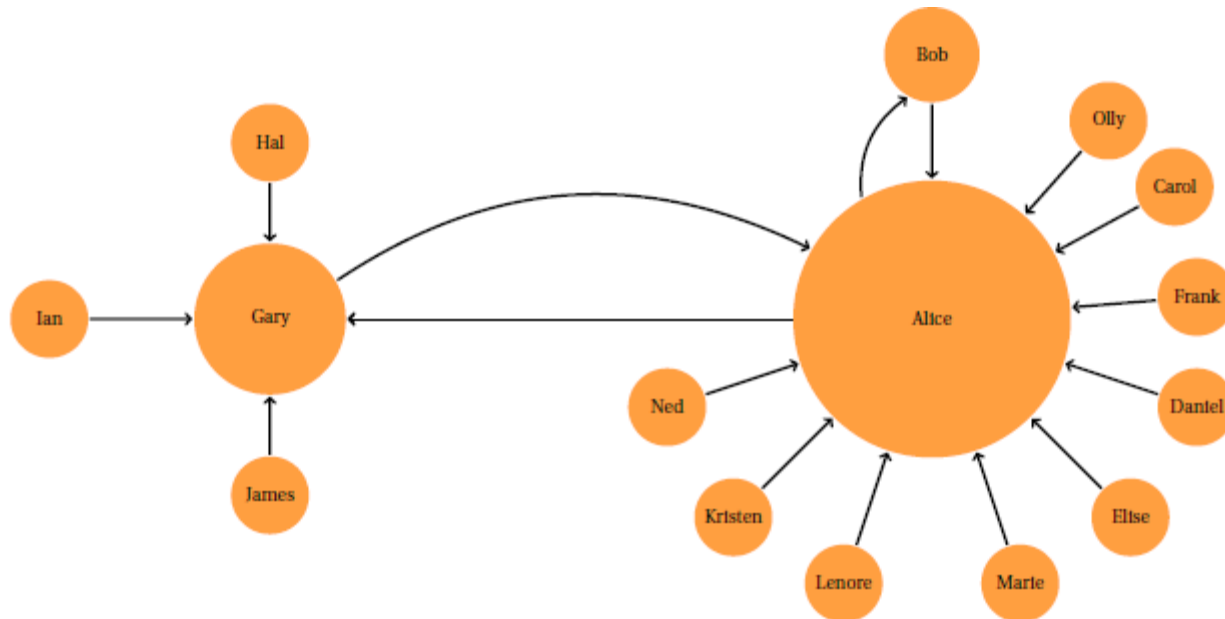 Bob
Olly
Hal
Carol
Frank
Ian
Gary
Alice
Ned
Daniel
James
Kristen
Elise
Lenore
Marie